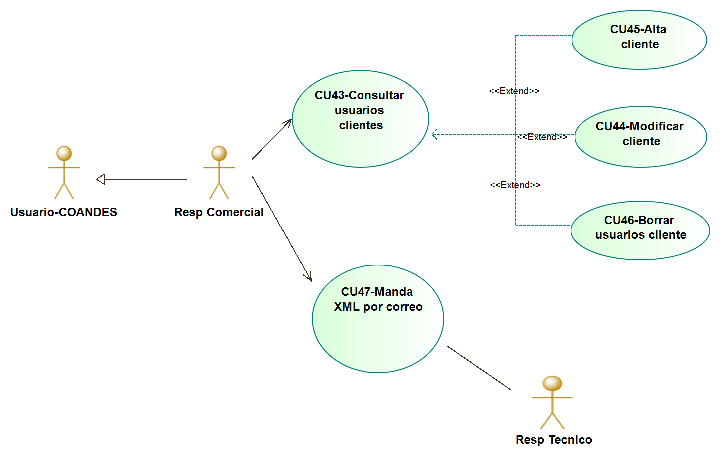 CU45-Alta
cliente
<<Extend>>
CU43-Consultar
usuarios
clientes
CU44-Modificar
cliente
<<Extend>>
<<Extend>>
Usuario-COANDES
Resp Comercial
CU46-Borrar
usuarios cliente
CU47-Manda
XML por correo
Resp Tecnico